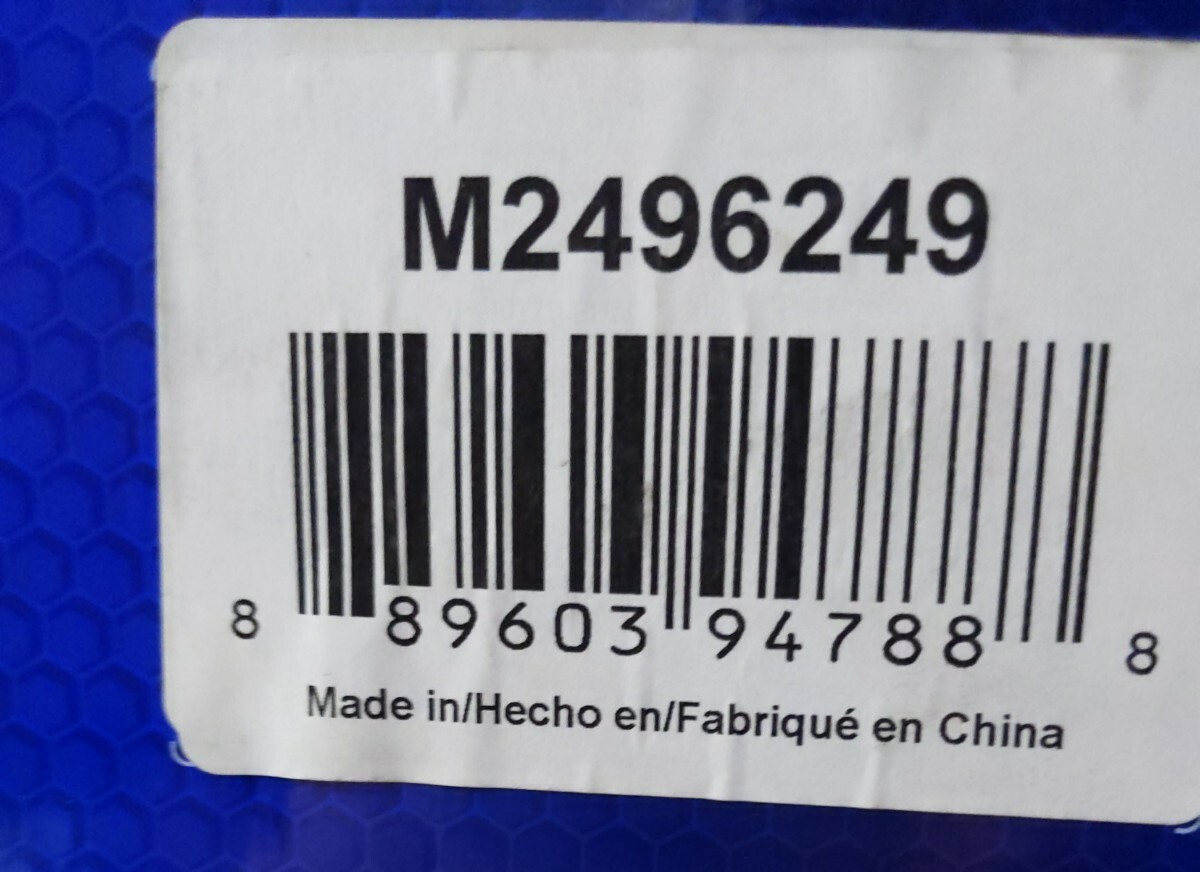 M2496249
8 89603 94788 8
Made in/Hecho en/Fabriqué en China